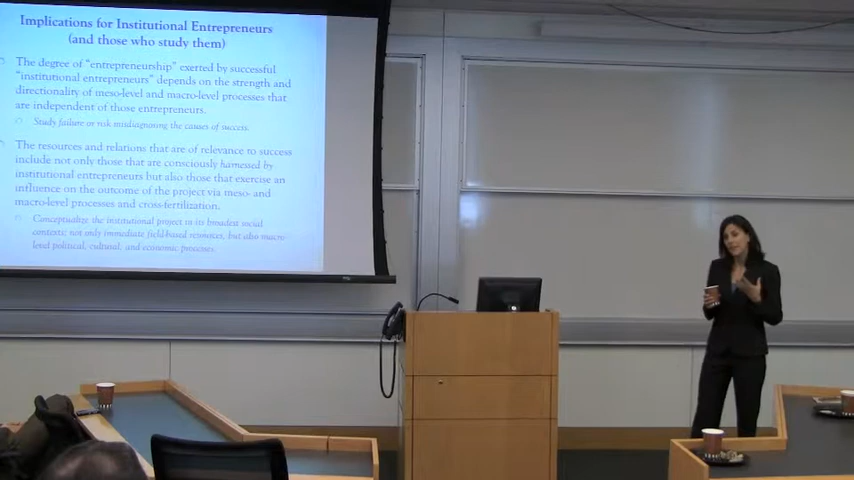 Implications for Institutional Entrepreneurs
(and those who study them)
The degree of "entrepreneurship" exerted by successful
"institutional entrepreneurs" depends on the strength and
directionality of meso-level and macro-level processes that
are independent of those entrepreneurs.
Study failure or risk misdiagnosing the causes of success.
The resources and relations that are of relevance to success
include not only those that are consciously harnessed by
institutional entrepreneurs but also those that exercise an
influence on the outcome of the project via meso- and
macro-level processes and cross-fertilization.
Conceptualize the institutional project in its broadest social
contexts: not only immediate field-based resources, but also macro-
level political, cultural, and economic processes.